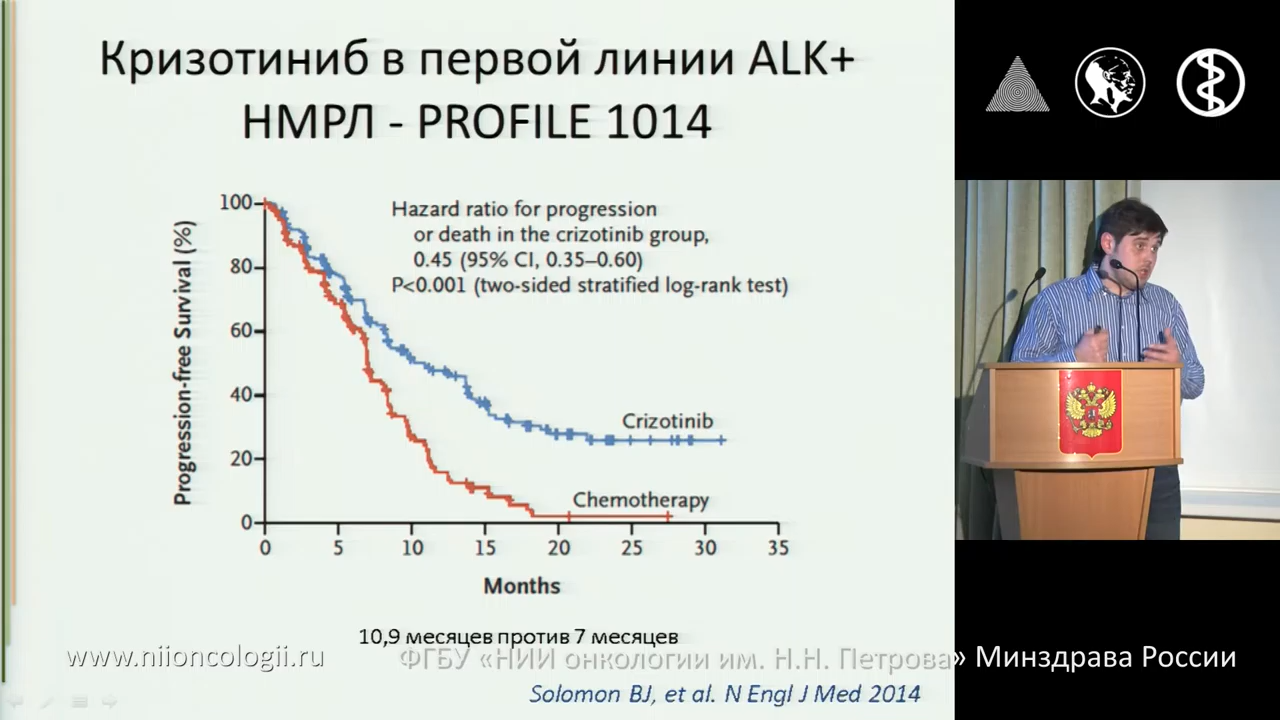 Кризотиниб в первой линии ALK+
НМРЛ - PROFILE 1014
Hazard ratio for progression
or death in the crizotinib group,
0.45 (95% CI, 0.35–0.60)
P<0.001 (two-sided stratified log-rank test)
Progression-free Survival (%)
100
80
60
40
20
0
Crizotinib
Chemotherapy
0 5 10 15 20 25 30 35
Months
10,9 месяцев против 7 месяцев
www.niioncologii.ru ФГБУ «НИИ онкологии им. Н.Н. Петрова» Минздрава России
Solomon BJ, et al. N Engl J Med 2014